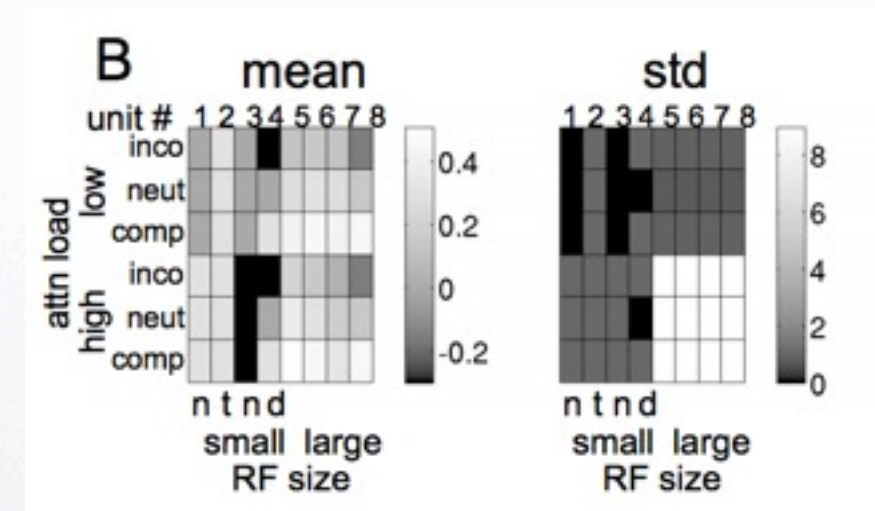 B
mean
std
unit # 1 2 3 4 5 6 7 8
1 2 3 4 5 6 7 8
attn load
low
inco
neut
comp
high
inco
neut
comp
0.4
0.2
0
-0.2
8
6
4
2
0
n t n d
small large
RF size
n t n d
small large
RF size